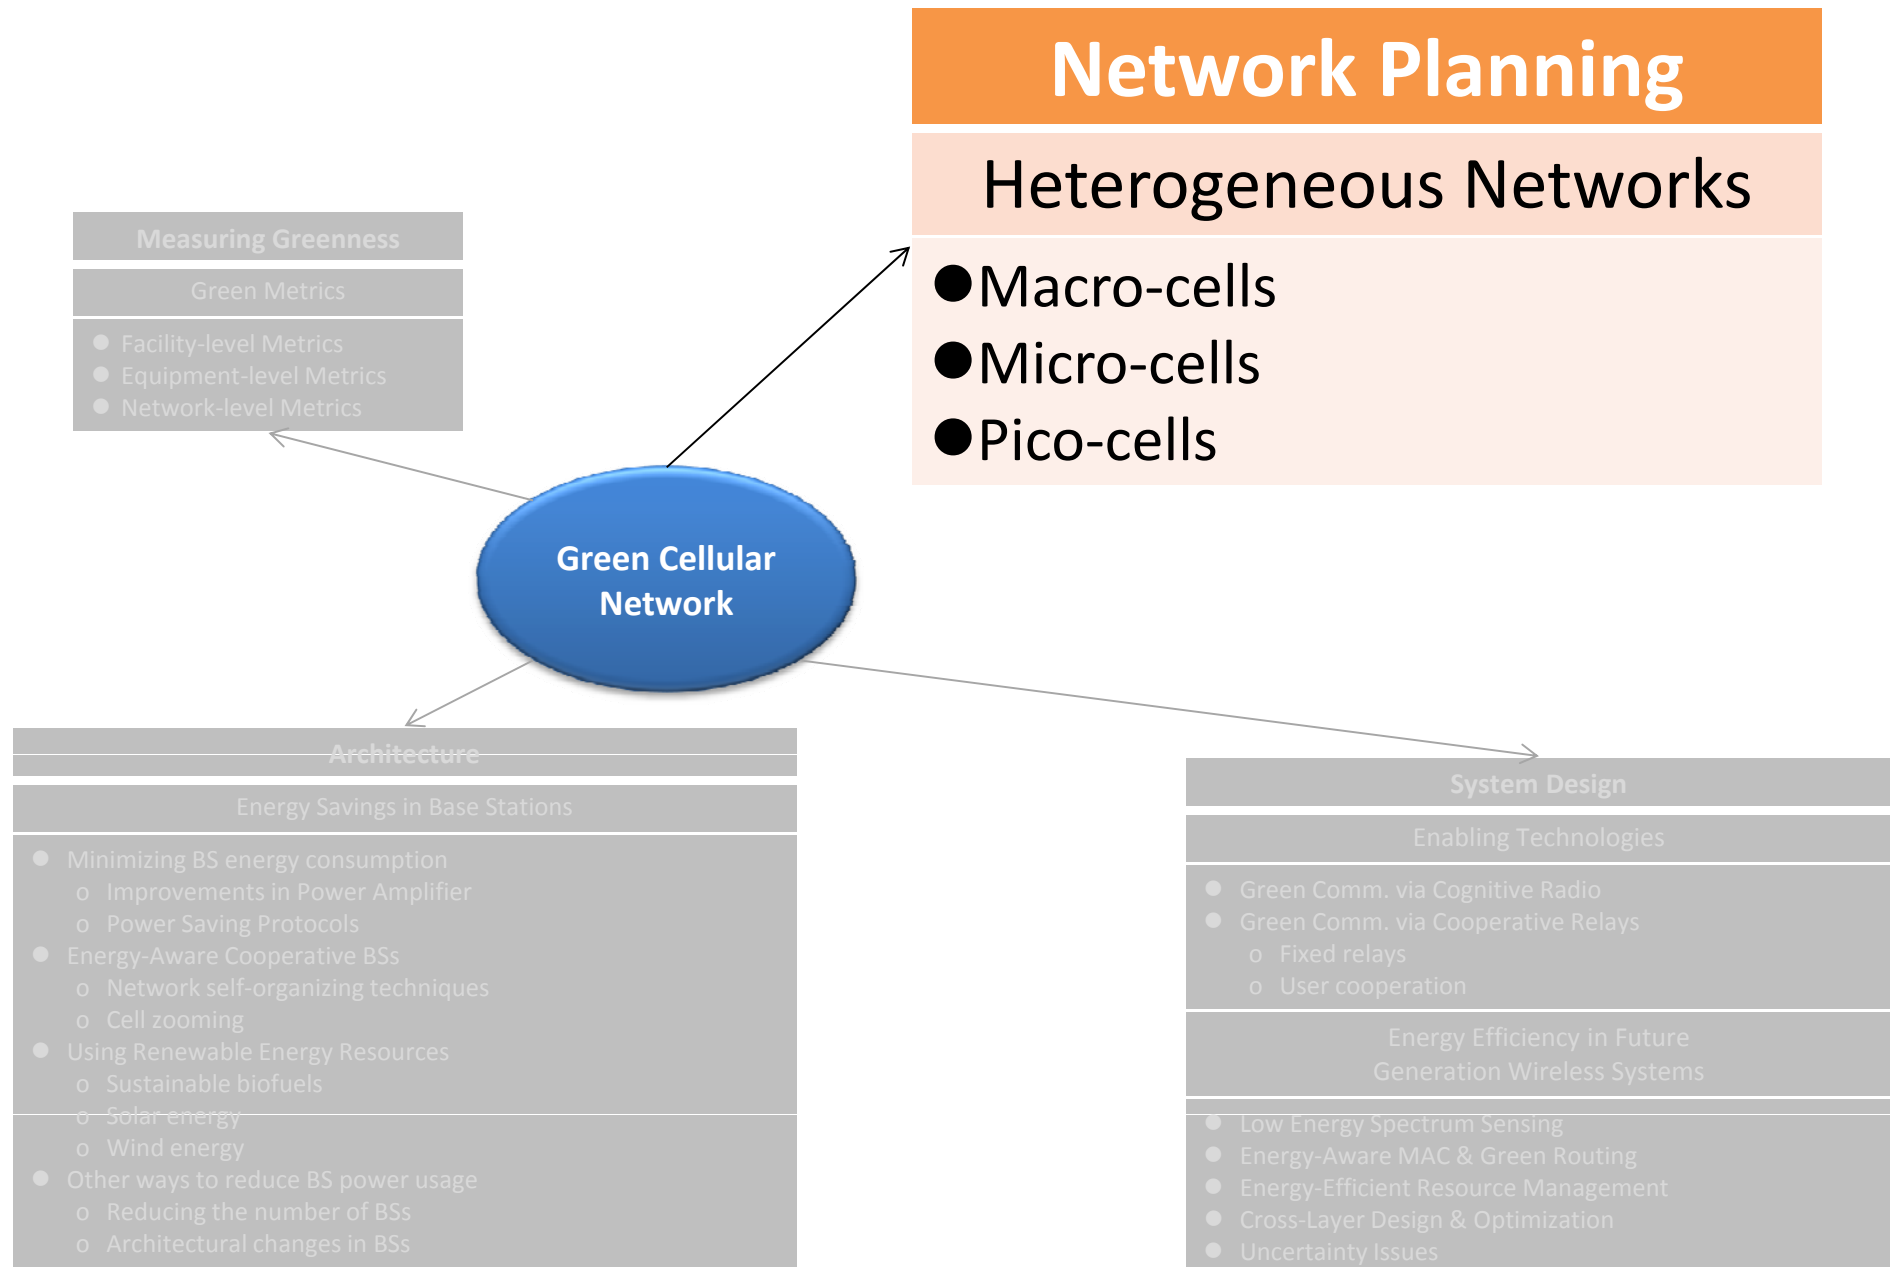 Network Planning
Heterogeneous Networks
●Macro-cells
●Micro-cells
●Pico-cells
Measuring Greenness
Green Metrics
● Facility-level Metrics
● Equipment-level Metrics
● Network-level Metrics
Green Cellular
Network
Architecture
Energy Savings in Base Stations
● Minimizing BS energy consumption
o Improvements in Power Amplifier
o Power Saving Protocols
● Energy-Aware Cooperative BSs
o Network self-organizing techniques
o Cell zooming
● Using Renewable Energy Resources
o Sustainable biofuels
o Solar energy
o Wind energy
● Other ways to reduce BS power usage
o Reducing the number of BSs
o Architectural changes in BSs
System Design
Enabling Technologies
● Green Comm. via Cognitive Radio
● Green Comm. via Cooperative Relays
o Fixed relays
o User cooperation
Energy Efficiency in Future
Generation Wireless Systems
● Low Energy Spectrum Sensing
● Energy-Aware MAC & Green Routing
● Energy-Efficient Resource Management
● Cross-Layer Design & Optimization
● Uncertainty Issues